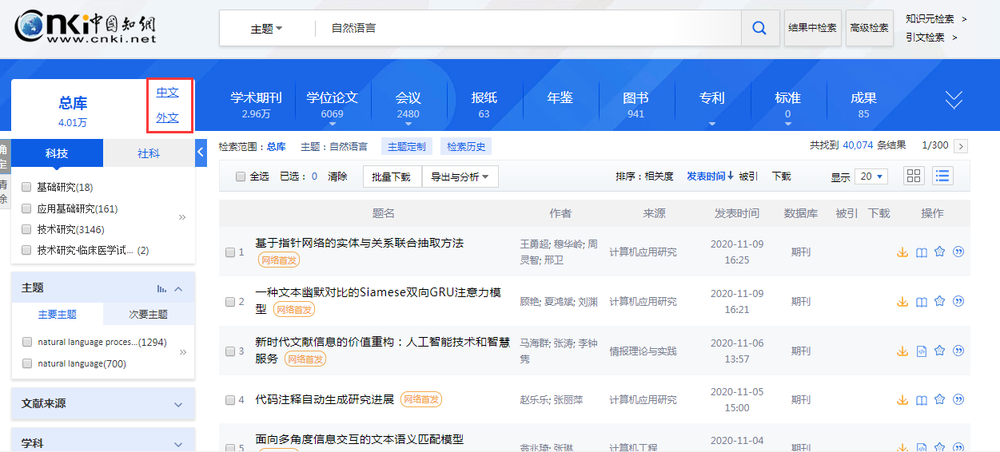 Cnki中国知網
www.cnki.net
主题
自然语言
结果中检索
高级检索
知识元检索 >
引文检索 >
总库
4.01万
中文
外文
学术期刊
2.96万
学位论文
6069
会议
2480
报纸
63
年鉴
图书
941
专利
标准
0
成果
85
确定
清除
科技
社科
检索范围：总库 主题：自然语言 主题定制 检索历史
共找到 40,074 条结果 1/300 >
基础研究(18)
应用基础研究(161)
技术研究(3146)
技术研究-临床医学试... (2)
»
全选 已选：0 清除 批量下载 导出与分析
排序：相关度 发表时间↓ 被引 下载
显示 20
题名 作者 来源 发表时间 数据库 被引 下载 操作
1 基于指针网络的实体与关系联合抽取方法
网络首发
王勇超; 穆华岭; 周
灵智; 邢卫
计算机应用研究
2020-11-09
16:25
期刊
主题
主要主题 次要主题
natural language proces...(1294)
natural language(700)
»
2 一种文本幽默对比的Siamese双向GRU注意力模
型 网络首发
顾艳; 夏鸿斌; 刘渊
计算机应用研究
2020-11-09
16:21
期刊
3 新时代文献信息的价值重构：人工智能技术和智慧
服务 网络首发
马海群; 张涛; 李钟
隽
情报理论与实践
2020-11-06
13:57
期刊
文献来源
4 代码注释自动生成研究进展 网络首发
赵乐乐; 张丽萍
计算机应用研究
2020-11-05
15:00
期刊
学科
5 面向多角度信息交互的文本语义匹配模型
翁兆琦; 张琳
计算机工程
2020-11-04
期刊